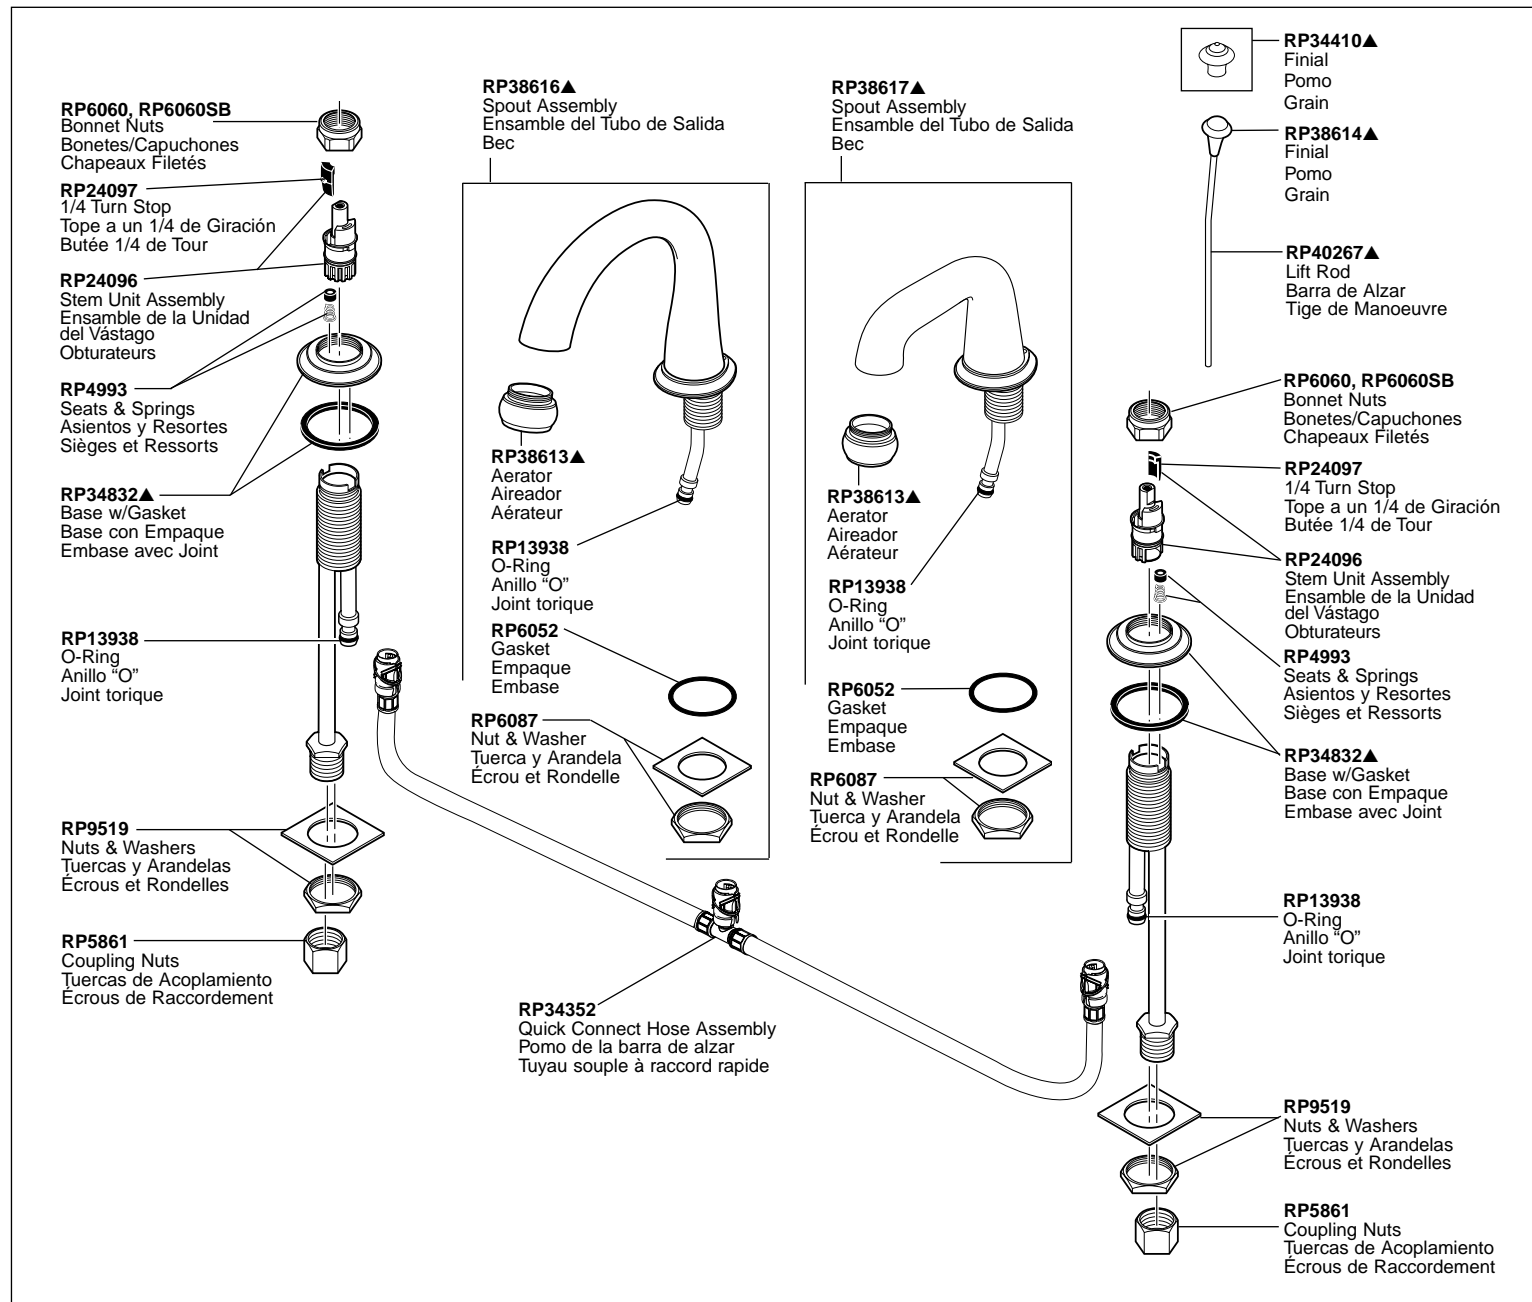 RP6060, RP6060SB
Bonnet Nuts
Bonetes/Capuchones
Chapeaux Filetés
RP24097
1/4 Turn Stop
Tope a un 1/4 de Giración
Butée 1/4 de Tour
RP24096
Stem Unit Assembly
Ensamble de la Unidad
del Vástago
Obturateurs
RP4993
Seats & Springs
Asientos y Resortes
Sièges et Ressorts
RP34832▲
Base w/Gasket
Base con Empaque
Embase avec Joint
RP13938
O-Ring
Anillo “O”
Joint torique
RP9519
Nuts & Washers
Tuercas y Arandelas
Écrous et Rondelles
RP5861
Coupling Nuts
Tuercas de Acoplamiento
Écrous de Raccordement
RP38616▲
Spout Assembly
Ensamble del Tubo de Salida
Bec
RP38613▲
Aerator
Aireador
Aérateur
RP13938
O-Ring
Anillo “O”
Joint torique
RP6052
Gasket
Empaque
Embase
RP6087
Nut & Washer
Tuerca y Arandela
Écrou et Rondelle
RP34352
Quick Connect Hose Assembly
Pomo de la barra de alzar
Tuyau souple à raccord rapide
RP38617▲
Spout Assembly
Ensamble del Tubo de Salida
Bec
RP38613▲
Aerator
Aireador
Aérateur
RP13938
O-Ring
Anillo “O”
Joint torique
RP6052
Gasket
Empaque
Embase
RP6087
Nut & Washer
Tuerca y Arandela
Écrou et Rondelle
RP34410▲
Finial
Pomo
Grain
RP38614▲
Finial
Pomo
Grain
RP40267▲
Lift Rod
Barra de Alzar
Tige de Manoeuvre
RP6060, RP6060SB
Bonnet Nuts
Bonetes/Capuchones
Chapeaux Filetés
RP24097
1/4 Turn Stop
Tope a un 1/4 de Giración
Butée 1/4 de Tour
RP24096
Stem Unit Assembly
Ensamble de la Unidad
del Vástago
Obturateurs
RP4993
Seats & Springs
Asientos y Resortes
Sièges et Ressorts
RP34832▲
Base w/Gasket
Base con Empaque
Embase avec Joint
RP13938
O-Ring
Anillo “O”
Joint torique
RP9519
Nuts & Washers
Tuercas y Arandelas
Écrous et Rondelles
RP5861
Coupling Nuts
Tuercas de Acoplamiento
Écrous de Raccordement